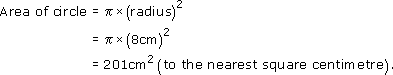 Area of circle = π × (radius)²
= π × (8cm)²
= 201cm² (to the nearest square centimetre).